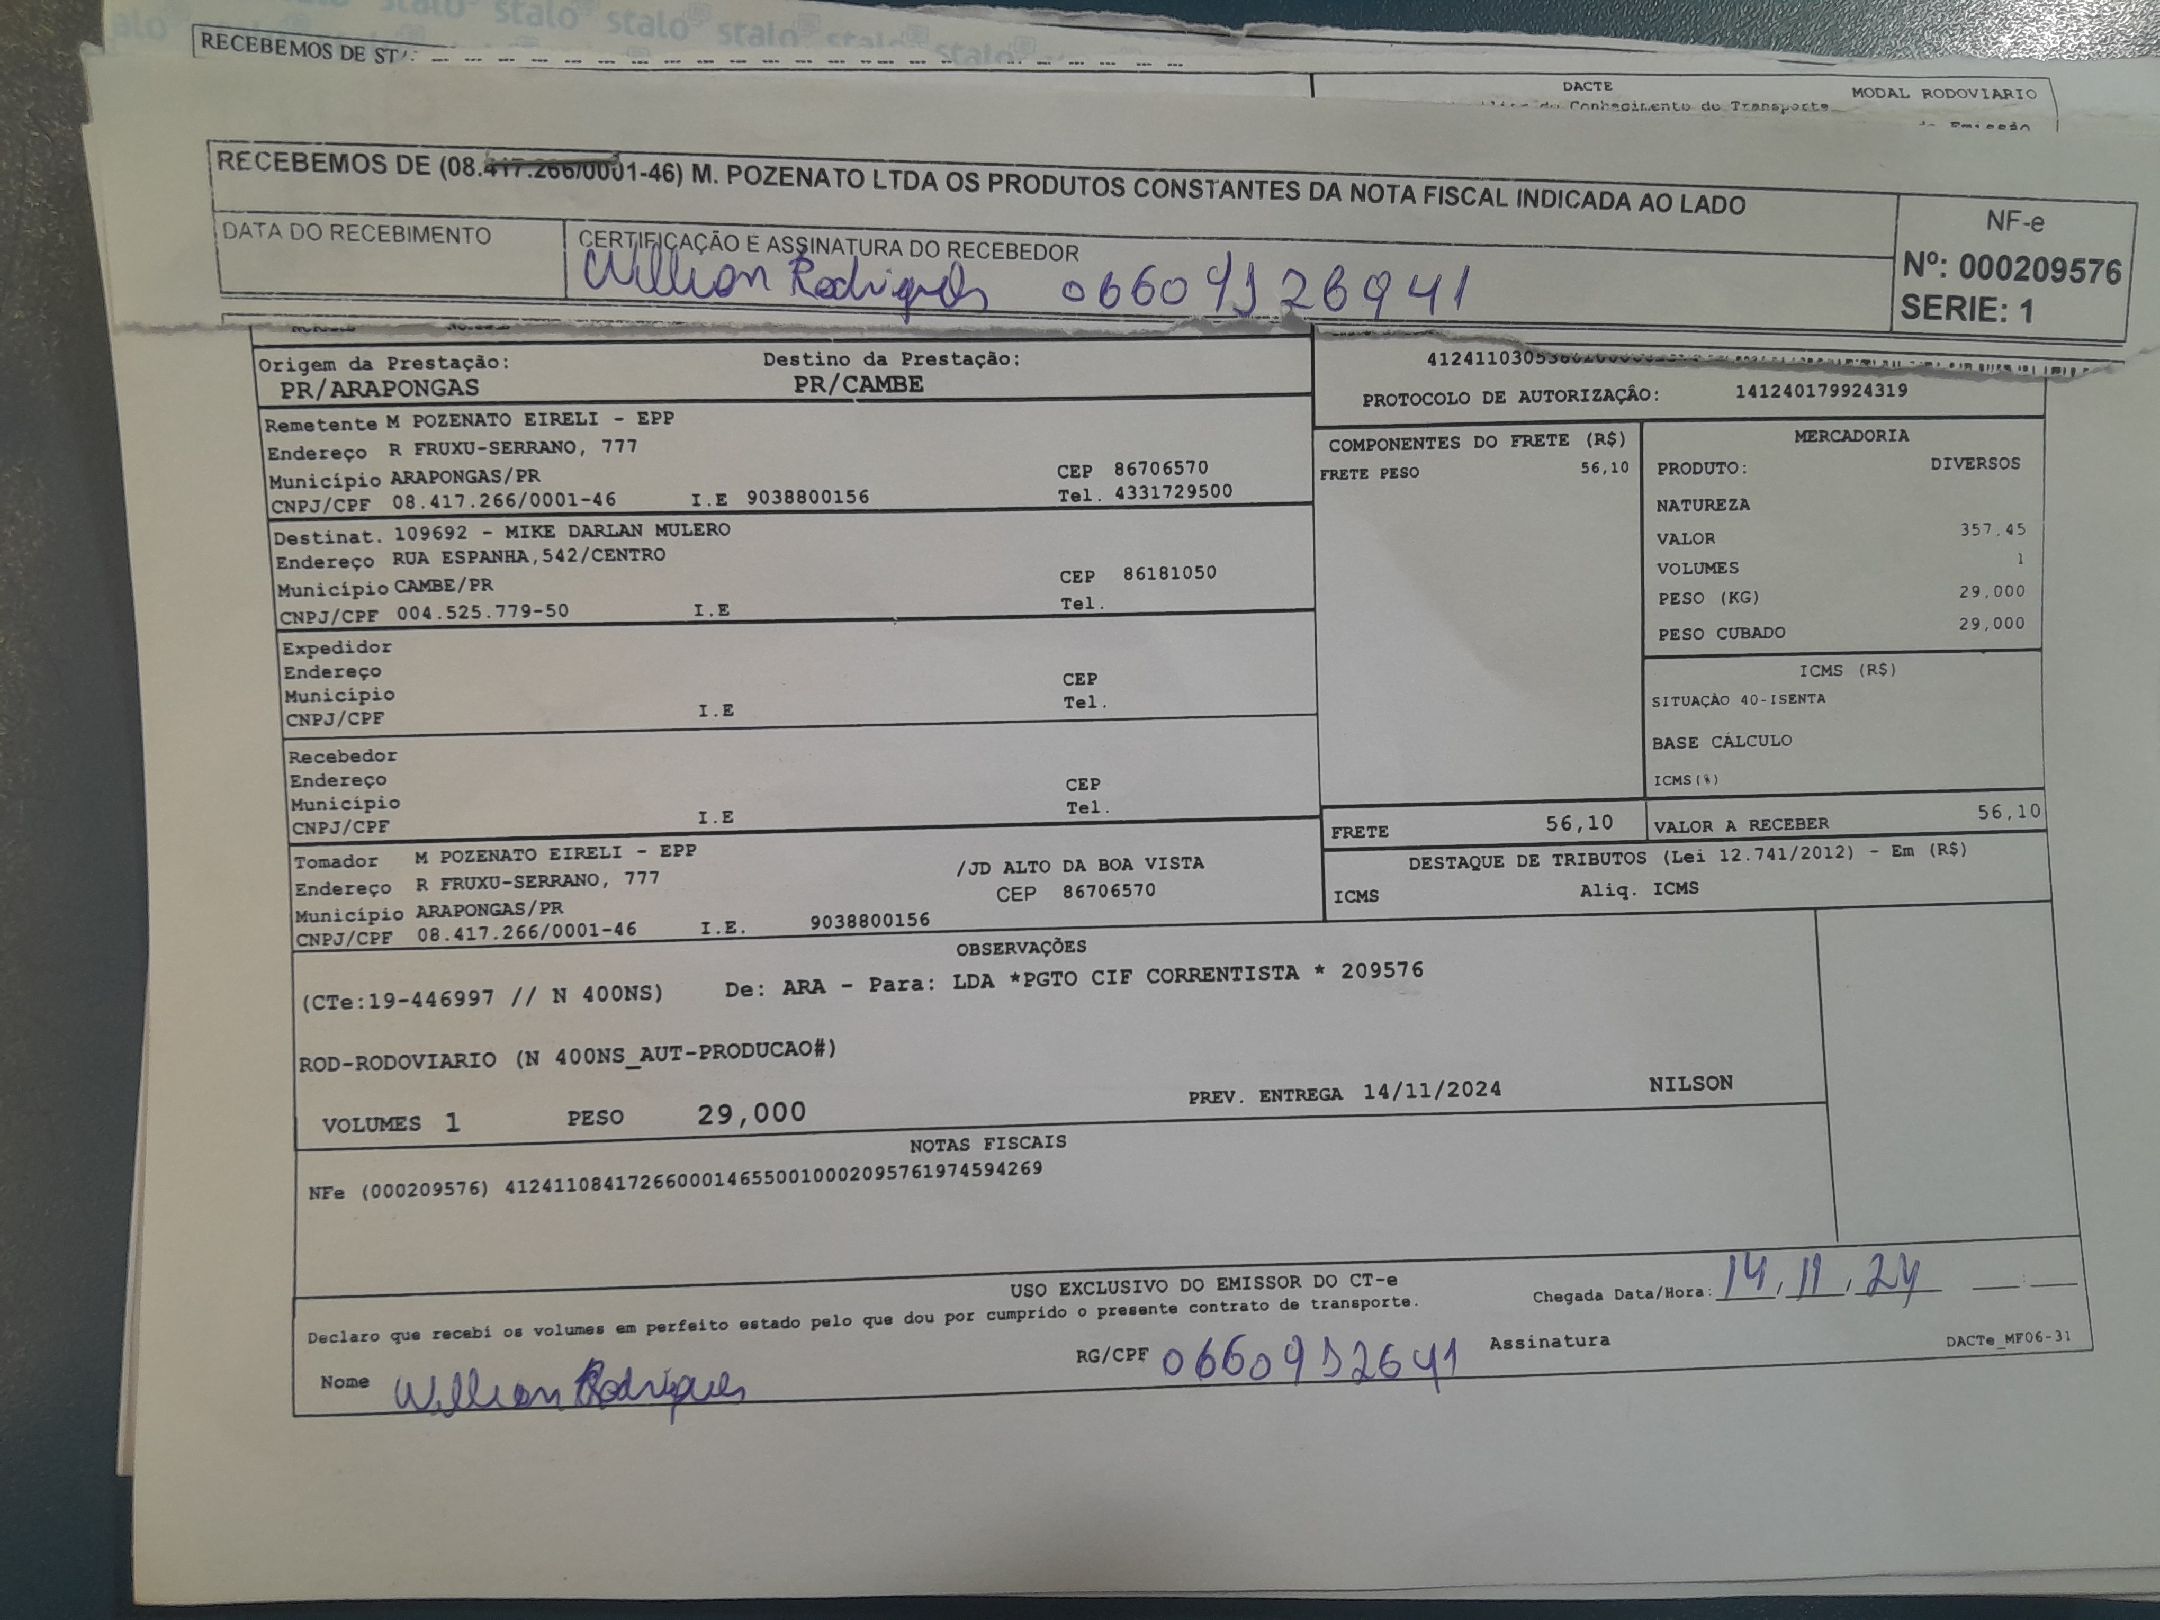 stalo stalo stalo stalo stalo stalo
RECEBEMOS DE
DACTE
MODAL RODOVIARIO
Conhecimento de Transporte
Emissão
RECEBEMOS DE (08.417.266/0001-46) M. POZENATO LTDA OS PRODUTOS CONSTANTES DA NOTA FISCAL INDICADA AO LADO
NF-e
Nº: 000209576
SERIE: 1
DATA DO RECEBIMENTO
CERTIFICAÇÃO E ASSINATURA DO RECEBEDOR
Willian Rodrigues
Origem da Prestação: Destino da Prestação:
PR/ARAPONGAS PR/CAMBE
PROTOCOLO DE AUTORIZAÇÂO: 141240179924319
Remetente M POZENATO EIRELI - EPP
Endereço R FRUXU-SERRANO, 777
Município ARAPONGAS/PR CEP 86706570
CNPJ/CPF 08.417.266/0001-46 I.E 9038800156 Tel. 4331729500
Destinat. 109692 - MIKE DARLAN MULERO
Endereço RUA ESPANHA,542/CENTRO
Município CAMBE/PR CEP 86181050
CNPJ/CPF 004.525.779-50 I.E Tel.
Expedidor
Endereço
Município CEP
CNPJ/CPF I.E Tel.
Recebedor
Endereço
Município CEP
CNPJ/CPF I.E Tel.
Tomador M POZENATO EIRELI - EPP
Endereço R FRUXU-SERRANO, 777 /JD ALTO DA BOA VISTA
Município ARAPONGAS/PR CEP 86706570
CNPJ/CPF 08.417.266/0001-46 I.E. 9038800156
COMPONENTES DO FRETE (R$)
FRETE PESO 56,10
MERCADORIA
PRODUTO: DIVERSOS
NATUREZA
VALOR 357,45
VOLUMES 1
PESO (KG) 29,000
PESO CUBADO 29,000
ICMS (R$)
SITUAÇÃO 40-ISENTA
BASE CÁLCULO
ICMS(%)
FRETE 56,10 VALOR A RECEBER 56,10
DESTAQUE DE TRIBUTOS (Lei 12.741/2012) - Em (R$)
ICMS Aliq. ICMS
OBSERVAÇÕES
(CTe:19-446997 // N 400NS) De: ARA - Para: LDA *PGTO CIF CORRENTISTA * 209576
ROD-RODOVIARIO (N 400NS_AUT-PRODUCAO#)
VOLUMES 1 PESO 29,000 PREV. ENTREGA 14/11/2024 NILSON
NOTAS FISCAIS
NFe (000209576) 41241108417266000146550010002095761974594269
USO EXCLUSIVO DO EMISSOR DO CT-e
Declaro que recebi os volumes em perfeito estado pelo que dou por cumprido o presente contrato de transporte.
Chegada Data/Hora: 14, 11, 24 :
Nome Willian Rodrigues RG/CPF 06609152641 Assinatura
DACTe_MF06-31